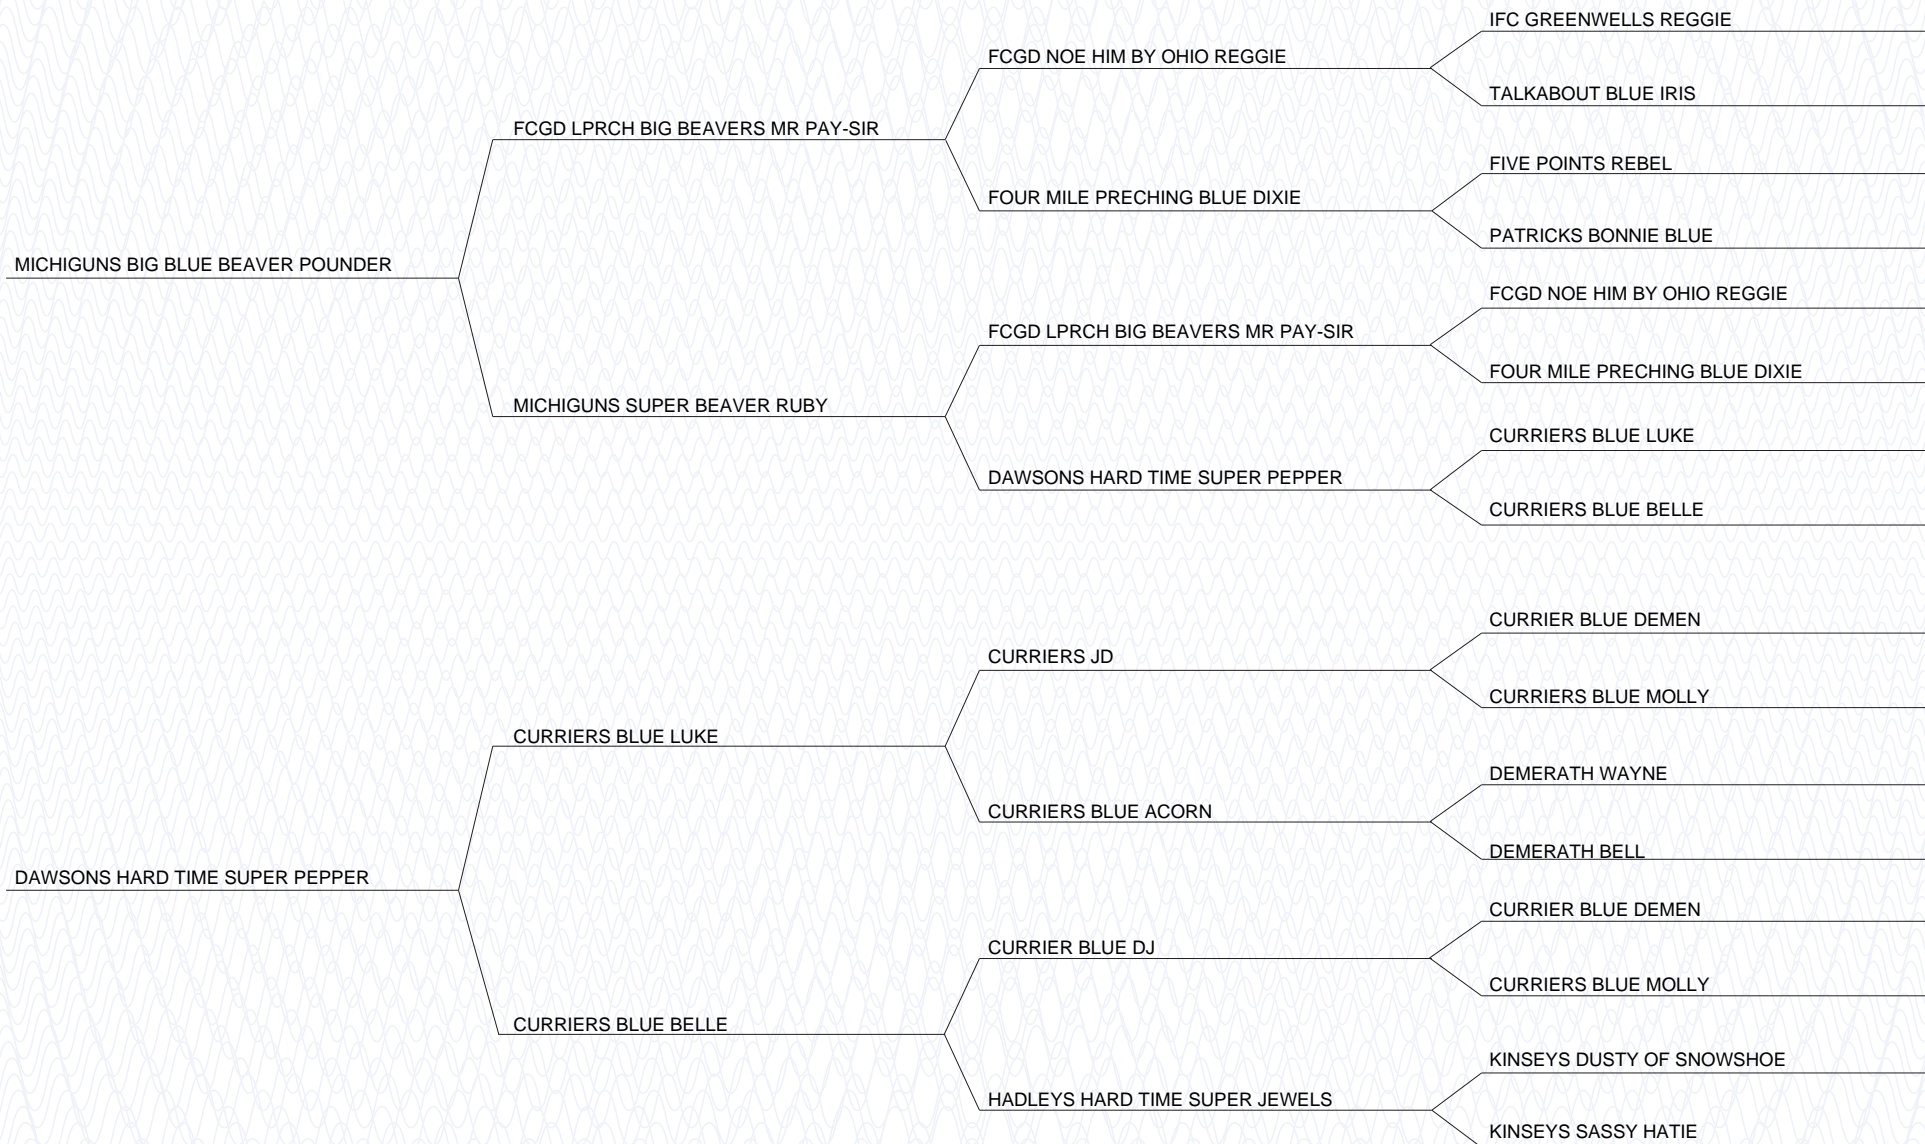 IFC GREENWELLS REGGIE
FCGD NOE HIM BY OHIO REGGIE
TALKABOUT BLUE IRIS
FCGD LPRCH BIG BEAVERS MR PAY-SIR
FIVE POINTS REBEL
FOUR MILE PRECHING BLUE DIXIE
PATRICKS BONNIE BLUE
MICHIGUNS BIG BLUE BEAVER POUNDER
FCGD NOE HIM BY OHIO REGGIE
FCGD LPRCH BIG BEAVERS MR PAY-SIR
FOUR MILE PRECHING BLUE DIXIE
MICHIGUNS SUPER BEAVER RUBY
CURRIERS BLUE LUKE
DAWSONS HARD TIME SUPER PEPPER
CURRIERS BLUE BELLE
CURRIER BLUE DEMEN
CURRIERS JD
CURRIERS BLUE MOLLY
CURRIERS BLUE LUKE
DEMERATH WAYNE
CURRIERS BLUE ACORN
DEMERATH BELL
DAWSONS HARD TIME SUPER PEPPER
CURRIER BLUE DEMEN
CURRIER BLUE DJ
CURRIERS BLUE MOLLY
CURRIERS BLUE BELLE
KINSEYS DUSTY OF SNOWSHOE
HADLEYS HARD TIME SUPER JEWELS
KINSEYS SASSY HATIE